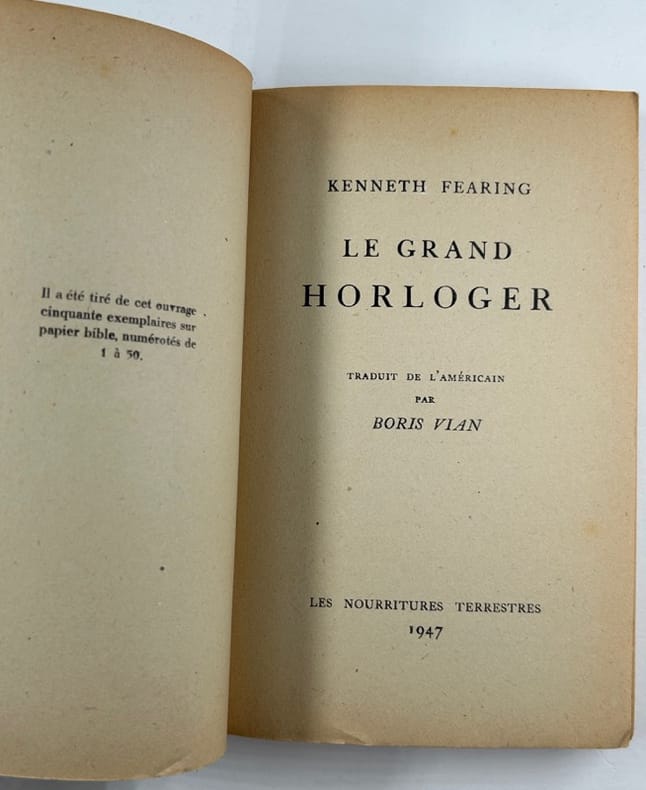 Il a été tiré de cet ouvrage
cinquante exemplaires sur
papier bible, numérotés de
1 à 50.
KENNETH FEARING
LE GRAND
HORLOGER
TRADUIT DE L'AMÉRICAIN
PAR
BORIS VIAN
LES NOURRITURES TERRESTRES
1947